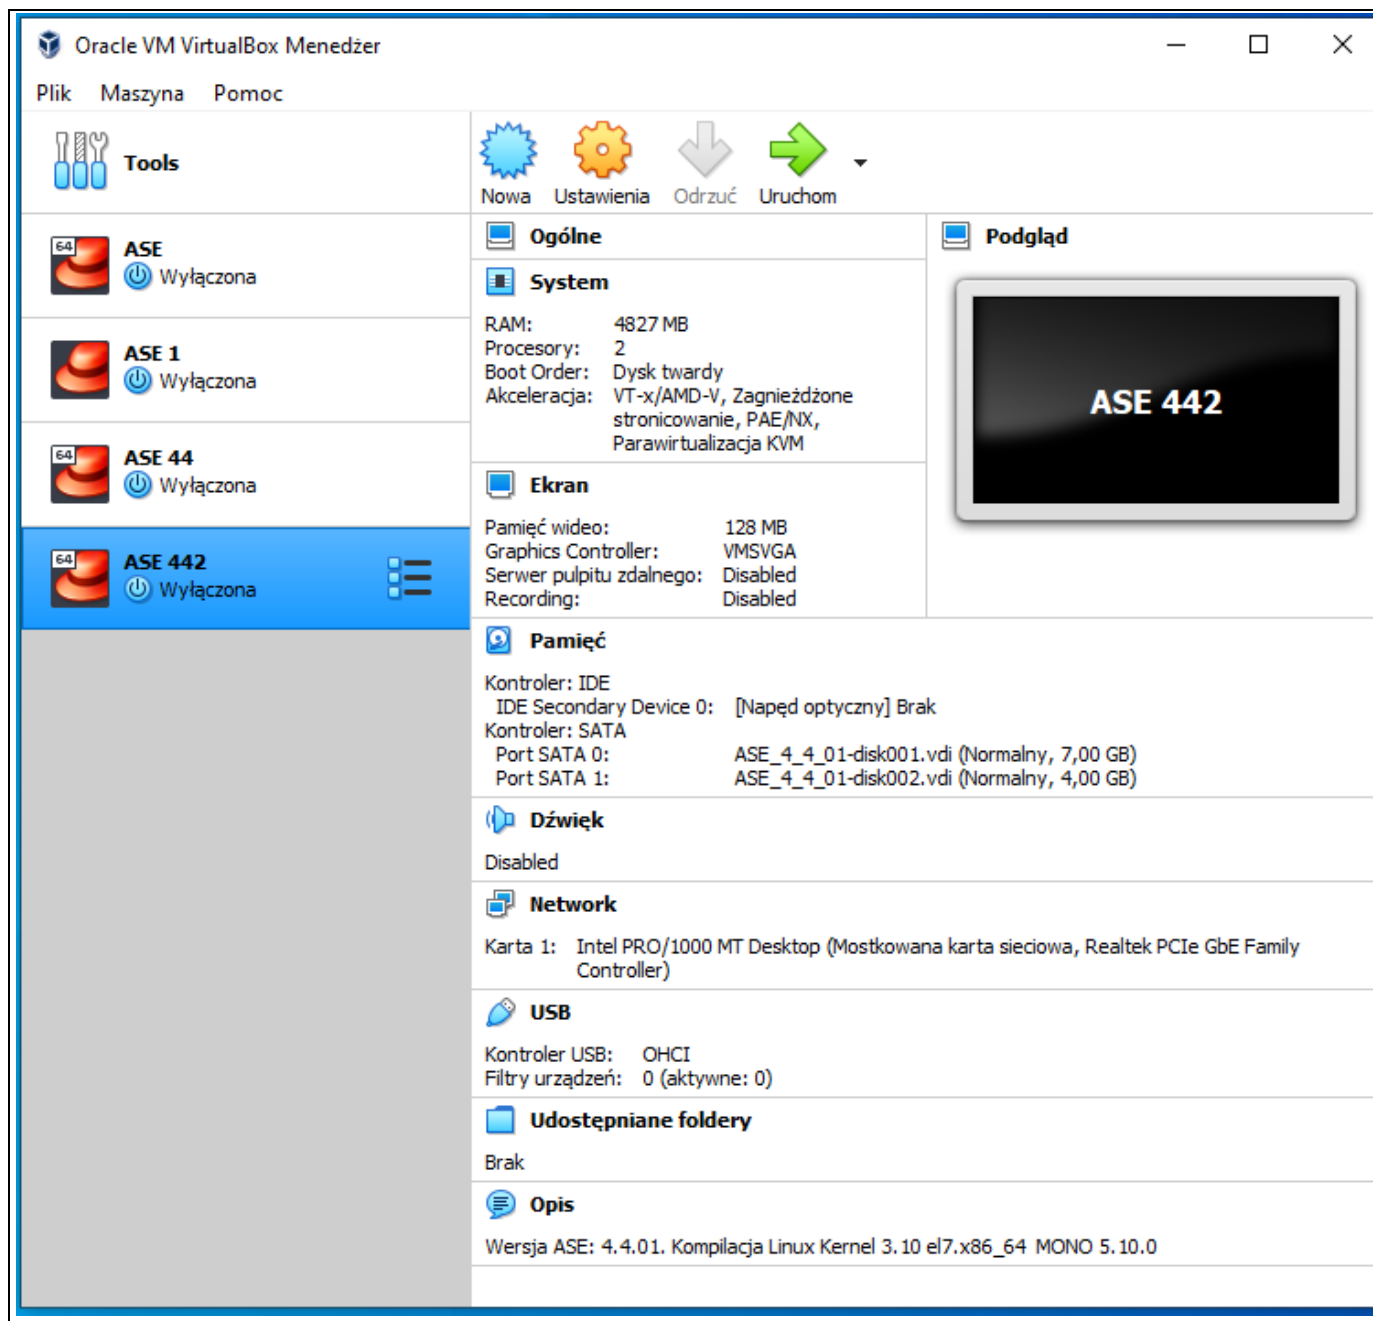 Oracle VM VirtualBox Menedżer
Plik Maszyna Pomoc
Tools
Nowa Ustawienia Odrzuć Uruchom
64
ASE
Wyłączona
ASE 1
Wyłączona
64
ASE 44
Wyłączona
64
ASE 442
Wyłączona
Ogólne
System
RAM: 4827 MB
Procesory: 2
Boot Order: Dysk twardy
Akceleracja: VT-x/AMD-V, Zagnieżdżone
stronicowanie, PAE/NX,
Parawirtualizacja KVM
Ekran
Pamięć wideo: 128 MB
Graphics Controller: VMSVGA
Serwer pulpitu zdalnego: Disabled
Recording: Disabled
Podgląd
ASE 442
Pamięć
Kontroler: IDE
IDE Secondary Device 0: [Napęd optyczny] Brak
Kontroler: SATA
Port SATA 0: ASE_4_4_01-disk001.vdi (Normalny, 7,00 GB)
Port SATA 1: ASE_4_4_01-disk002.vdi (Normalny, 4,00 GB)
Dźwięk
Disabled
Network
Karta 1: Intel PRO/1000 MT Desktop (Mostkowana karta sieciowa, Realtek PCIe GbE Family
Controller)
USB
Kontroler USB: OHCI
Filtry urządzeń: 0 (aktywne: 0)
Udostępniane foldery
Brak
Opis
Wersja ASE: 4.4.01. Kompilacja Linux Kernel 3.10 el7.x86_64 MONO 5.10.0